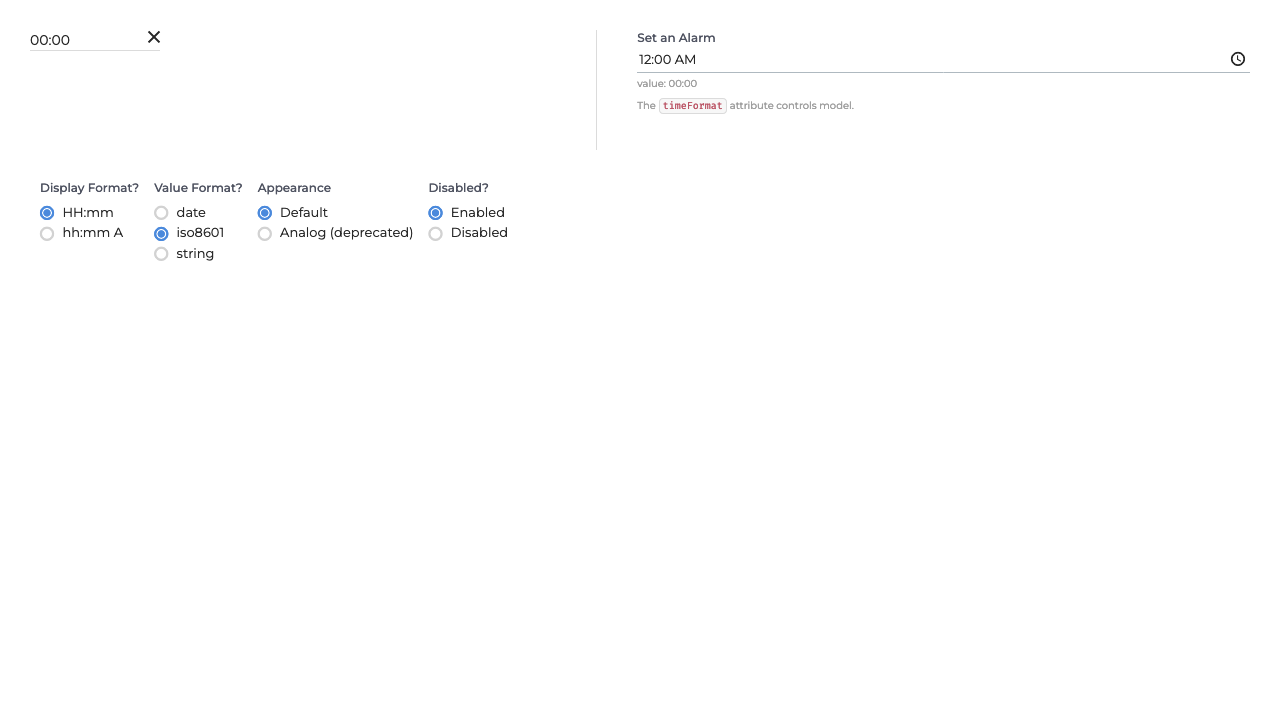 00:00
Set an Alarm
12:00 AM
value: 00:00
The timeFormat attribute controls model.
Display Format?
HH:mm
hh:mm A
Value Format?
date
iso8601
string
Appearance
Default
Analog (deprecated)
Disabled?
Enabled
Disabled